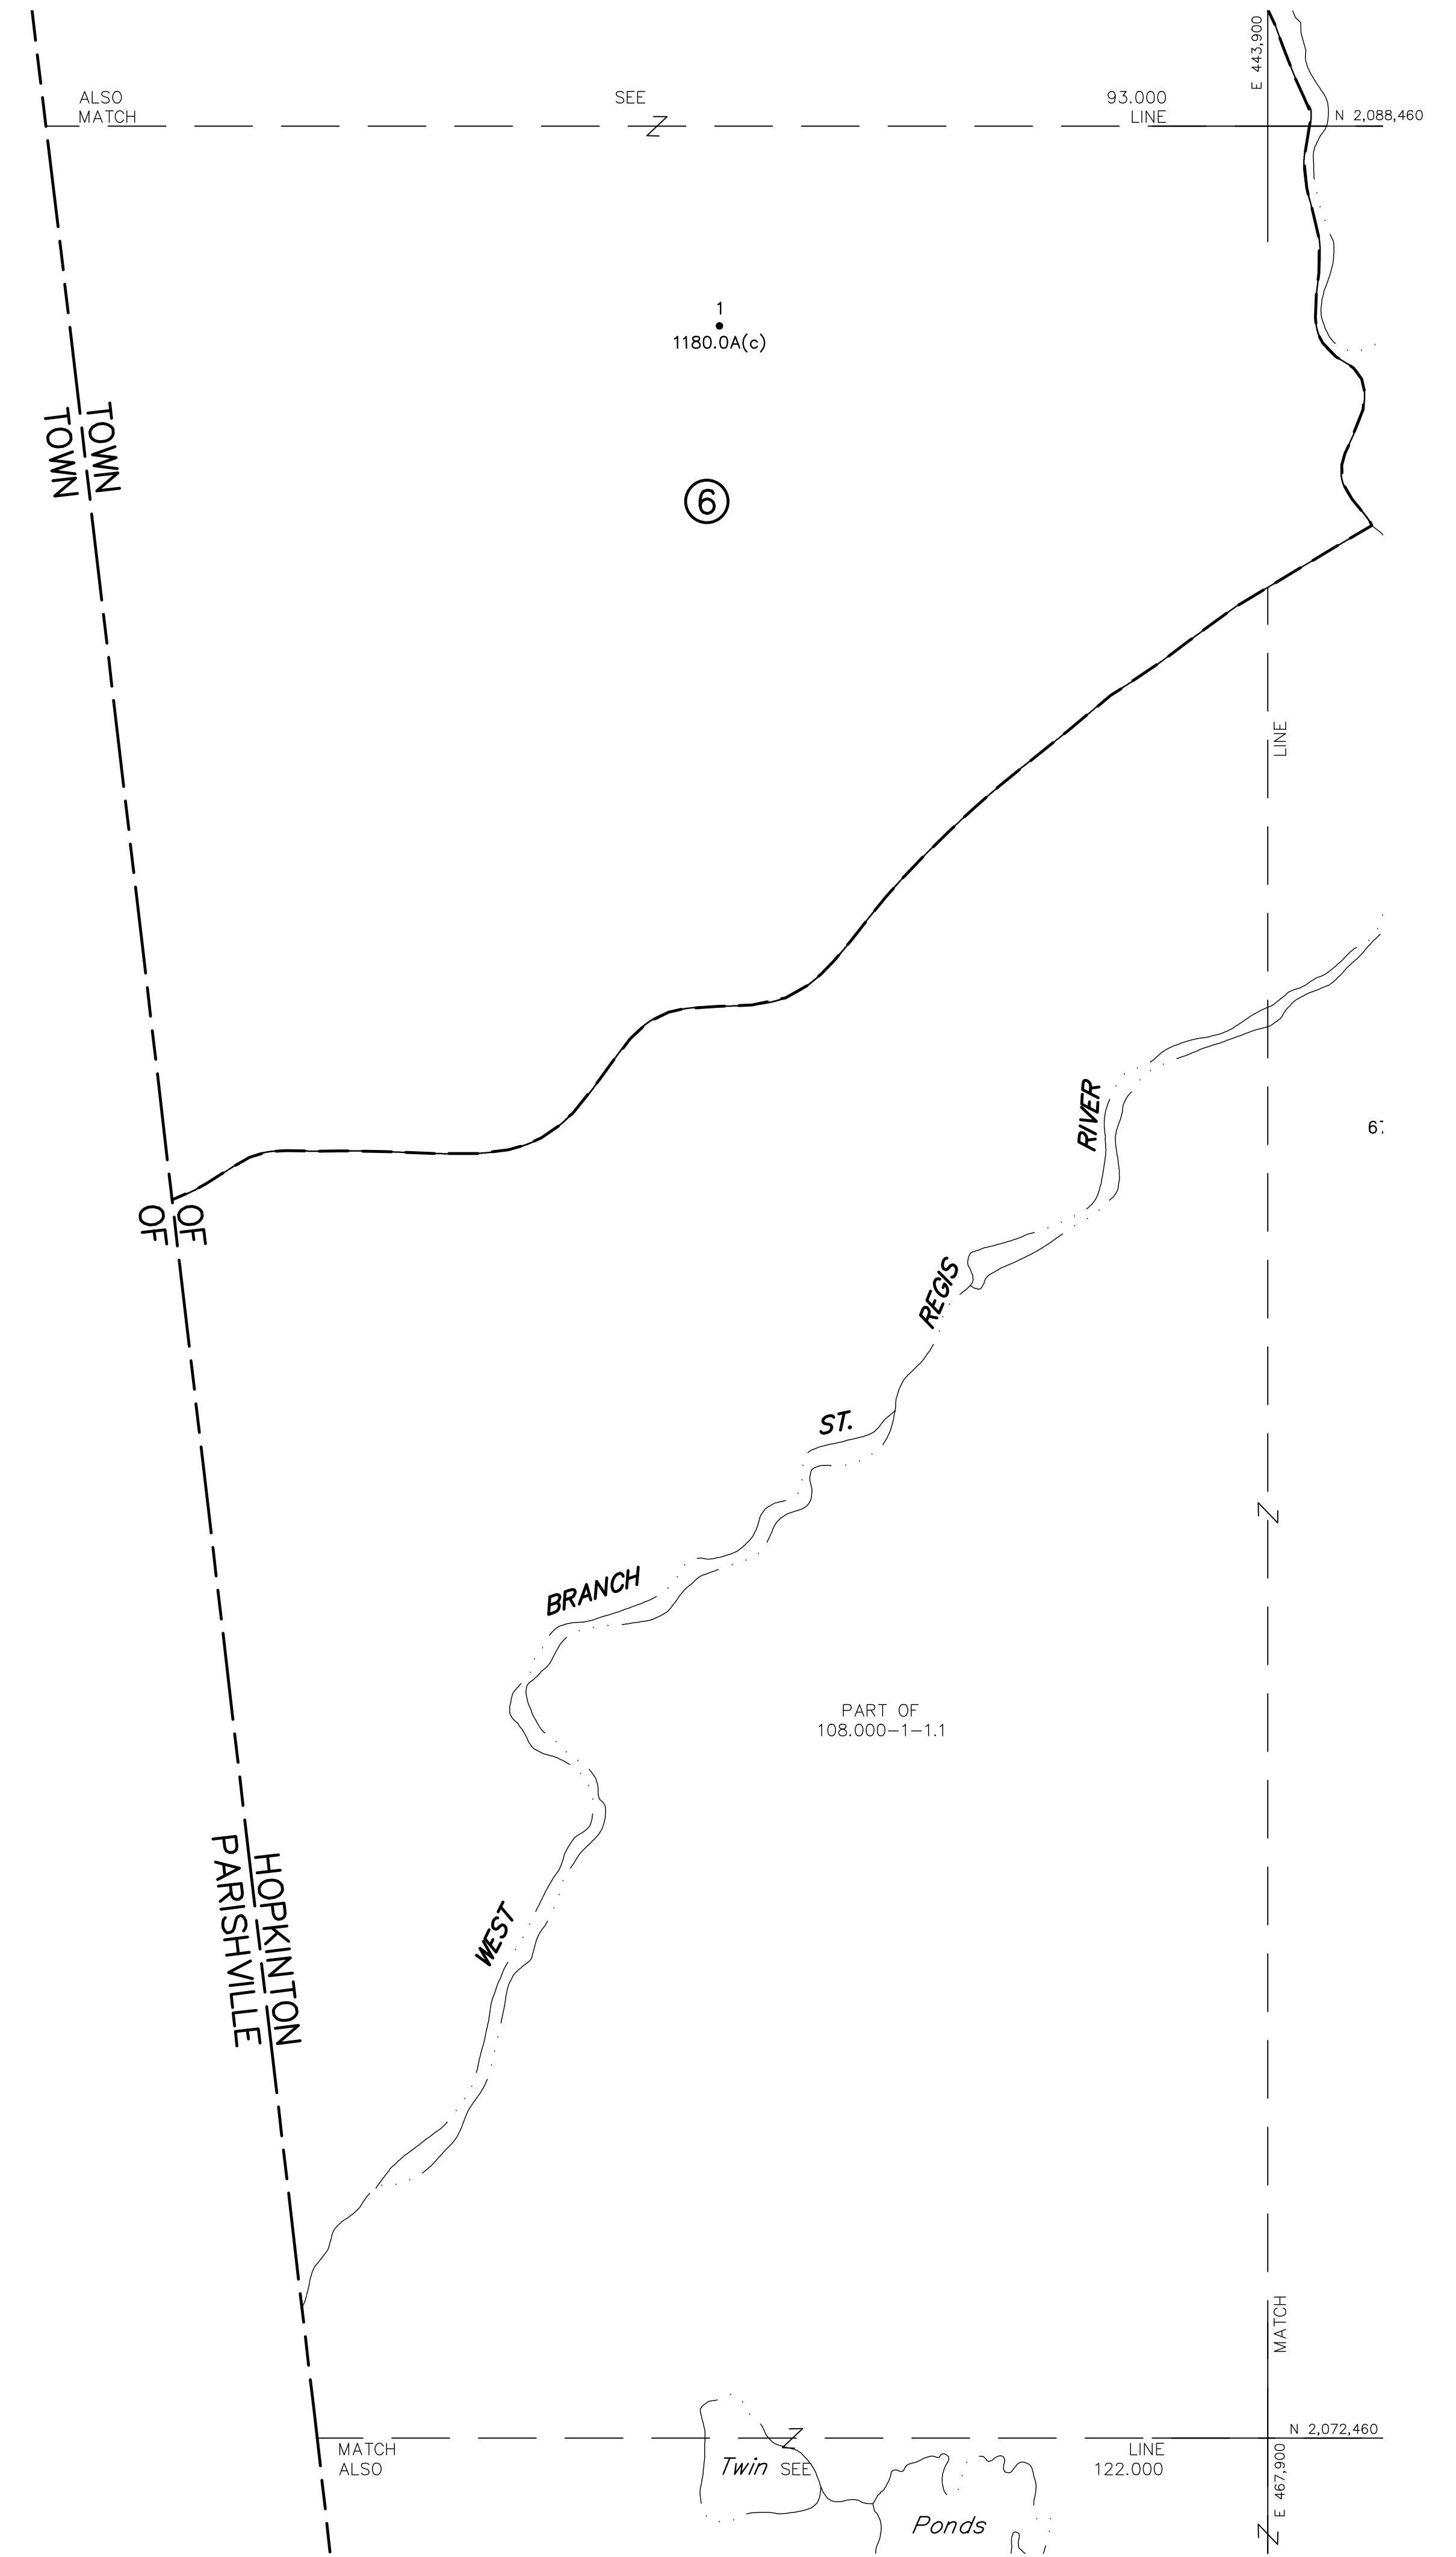 E 443,900
ALSO SEE 93.000
MATCH LINE
N 2,088,460
1
1180.0A(c)
TOWN
TOWN
6
LINE
RIVER
OF
OF
REGIS
ST.
BRANCH
PART OF
108.000-1-1.1
HOPKINTON
PARISHVILLE
WEST
MATCH
N 2,072,460
MATCH LINE
ALSO SEE 122.000
Twin
E 467,900
Ponds